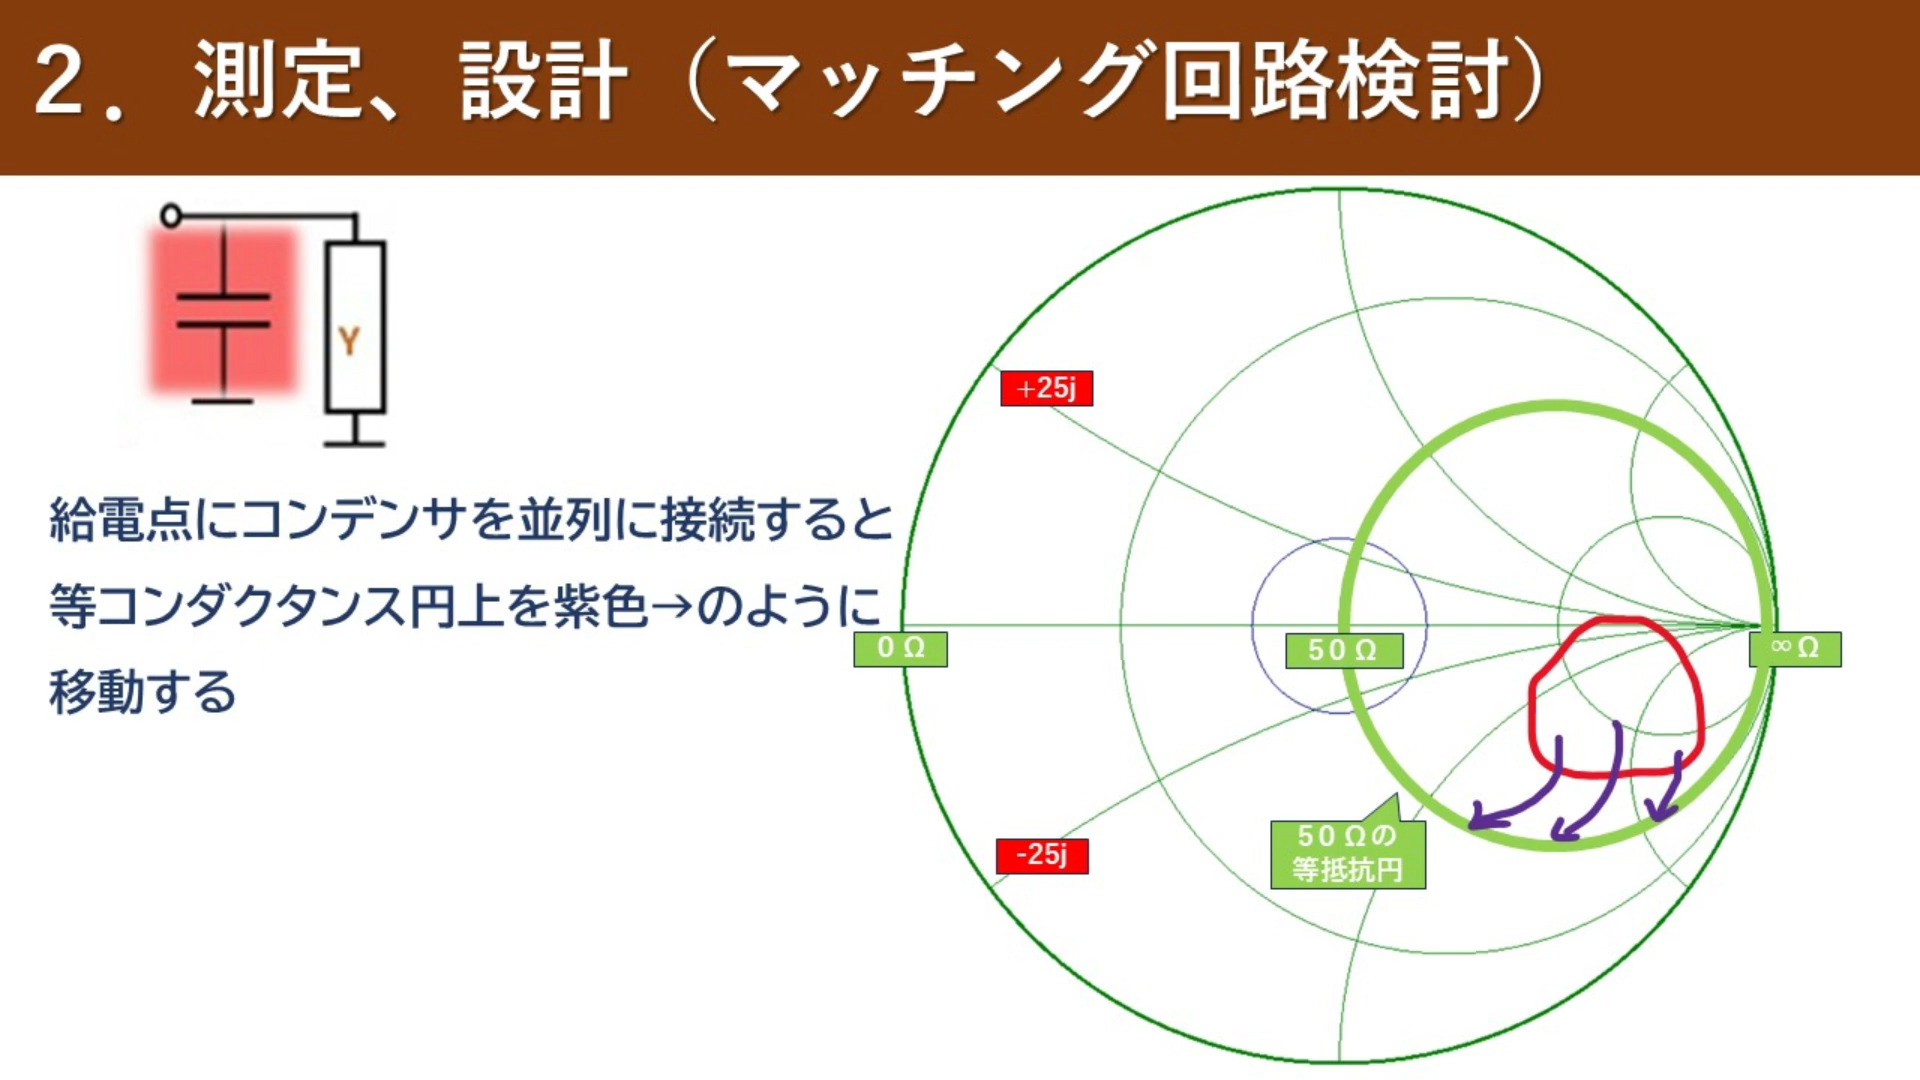 ２．測定、設計（マッチング回路検討）
Y
給電点にコンデンサを並列に接続すると
等コンダクタンス円上を紫色→のように
移動する
+25j
0 Ω
50 Ω
∞ Ω
-25j
50 Ωの
等抵抗円